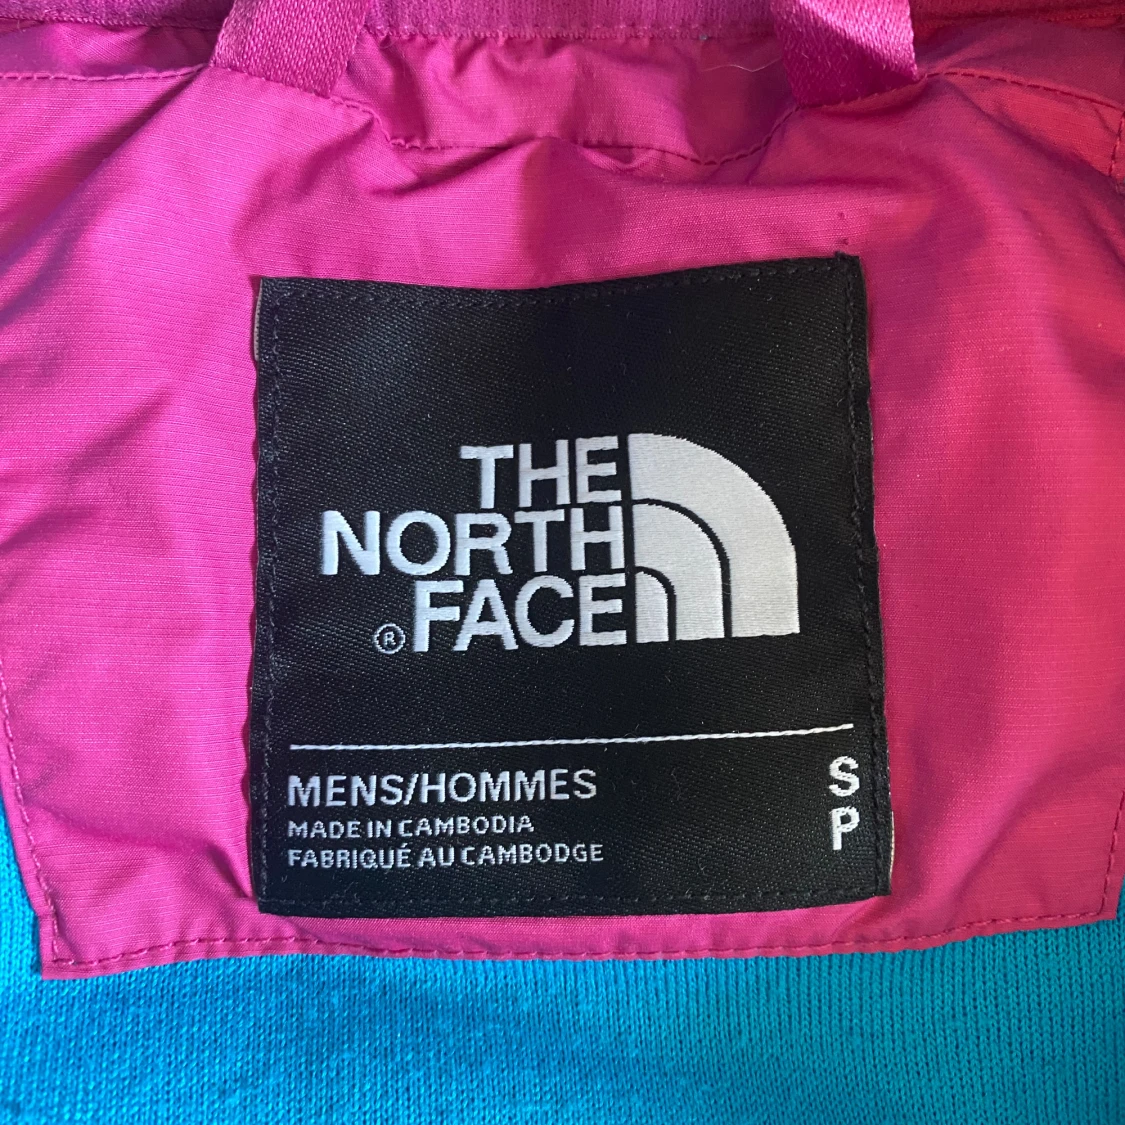 THE
NORTH
FACE
®
MENS/HOMMES S
MADE IN CAMBODIA P
FABRIQUÉ AU CAMBODGE